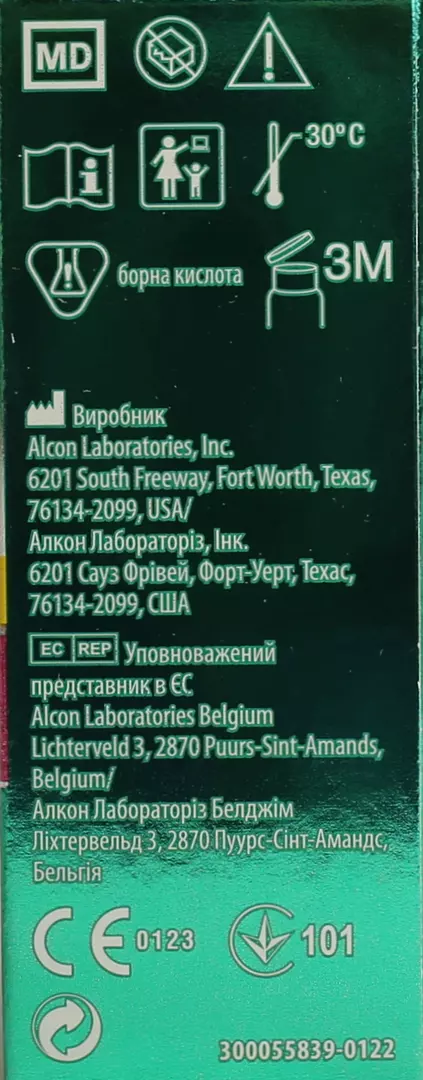 MD
30°C
борна кислота
3M
Виробник
Alcon Laboratories, Inc.
6201 South Freeway, Fort Worth, Texas,
76134-2099, USA/
Алкон Лабораторіз, Інк.
6201 Сауз Фрівей, Форт-Уерт, Техас,
76134-2099, США
EC REP Уповноважений
представник в ЄС
Alcon Laboratories Belgium
Lichterveld 3, 2870 Puurs-Sint-Amands,
Belgium/
Алкон Лабораторіз Белджім
Ліхтервельд 3, 2870 Пуурс-Сінт-Амандс,
Бельгія
CE 0123 101
300055839-0122